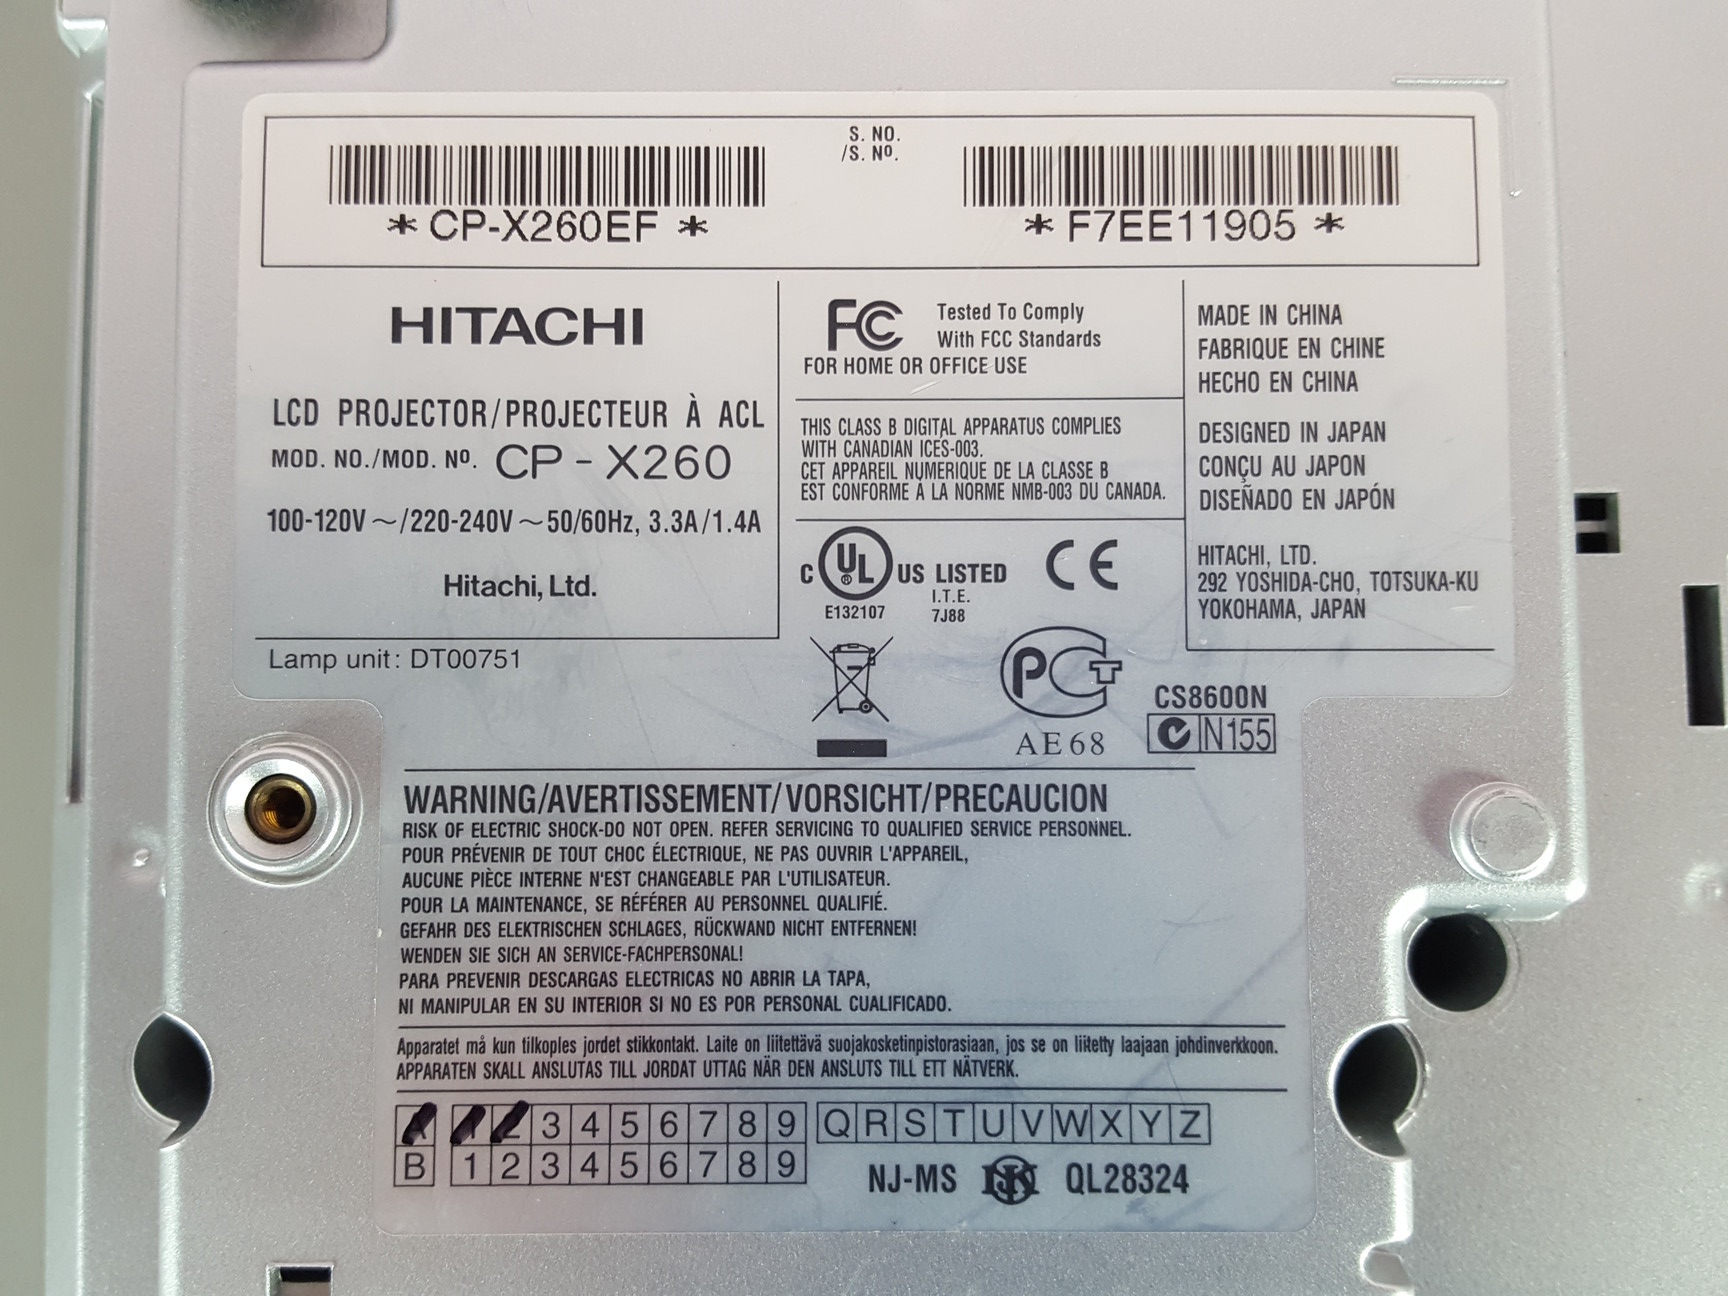 S. NO.
/S. Nº.
* CP-X260EF *
* F7EE11905 *
HITACHI
LCD PROJECTOR/PROJECTEUR À ACL
MOD. NO./MOD. Nº. CP - X260
100-120V ~/220-240V ~ 50/60Hz, 3.3A/1.4A
Hitachi, Ltd.
Lamp unit : DT00751
FC
Tested To Comply
With FCC Standards
FOR HOME OR OFFICE USE
THIS CLASS B DIGITAL APPARATUS COMPLIES
WITH CANADIAN ICES-003.
CET APPAREIL NUMERIQUE DE LA CLASSE B
EST CONFORME À LA NORME NMB-003 DU CANADA.
C UL ® US LISTED
I.T.E.
E132107
7J88
CE
MADE IN CHINA
FABRIQUE EN CHINE
HECHO EN CHINA
DESIGNED IN JAPAN
CONÇU AU JAPON
DISEÑADO EN JAPÓN
HITACHI, LTD.
292 YOSHIDA-CHO, TOTSUKA-KU
YOKOHAMA, JAPAN
PCT
AE68
CS8600N
N155
WARNING/AVERTISSEMENT/VORSICHT/PRECAUCION
RISK OF ELECTRIC SHOCK-DO NOT OPEN. REFER SERVICING TO QUALIFIED SERVICE PERSONNEL.
POUR PRÉVENIR DE TOUT CHOC ÉLECTRIQUE, NE PAS OUVRIR L'APPAREIL,
AUCUNE PIÈCE INTERNE N'EST CHANGEABLE PAR L'UTILISATEUR.
POUR LA MAINTENANCE, SE RÉFÉRER AU PERSONNEL QUALIFIÉ.
GEFAHR DES ELEKTRISCHEN SCHLAGES, RÜCKWAND NICHT ENTFERNEN!
WENDEN SIE SICH AN SERVICE-FACHPERSONAL!
PARA PREVENIR DESCARGAS ELECTRICAS NO ABRIR LA TAPA,
NI MANIPULAR EN SU INTERIOR SI NO ES POR PERSONAL CUALIFICADO.
Apparatet må kun tilkoples jordet stikkontakt. Laite on liitettävä suojakosketinpistorasiaan, jos se on liitetty laajaan johdinverkkoon.
APPARATEN SKALL ANSLUTAS TILL JORDAT UTTAG NÄR DEN ANSLUTS TILL ETT NÄTVERK.
A 1 2 3 4 5 6 7 8 9 Q R S T U V W X Y Z
B 1 2 3 4 5 6 7 8 9
NJ-MS JK QL28324